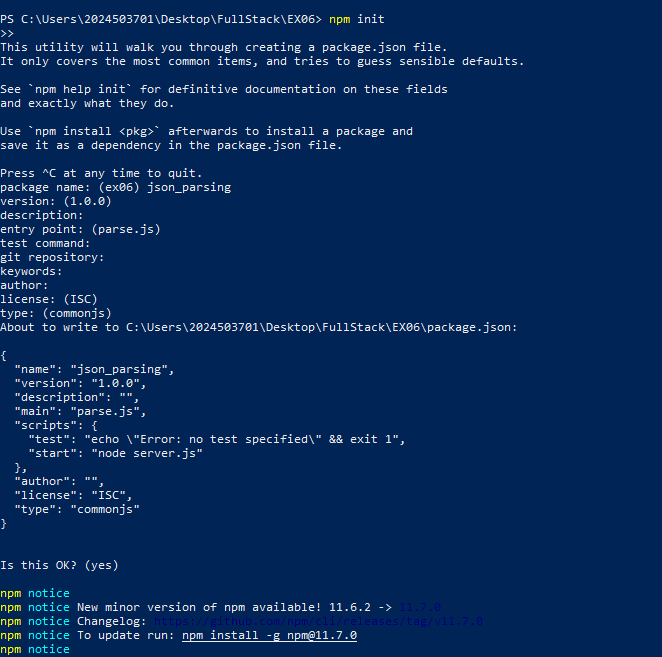 PS C:\Users\2024503701\Desktop\FullStack\EX06> npm init
>>
This utility will walk you through creating a package.json file.
It only covers the most common items, and tries to guess sensible defaults.
See `npm help init` for definitive documentation on these fields
and exactly what they do.
Use `npm install <pkg>` afterwards to install a package and
save it as a dependency in the package.json file.
Press ^C at any time to quit.
package name: (ex06) json_parsing
version: (1.0.0)
description:
entry point: (parse.js)
test command:
git repository:
keywords:
author:
license: (ISC)
type: (commonjs)
About to write to C:\Users\2024503701\Desktop\FullStack\EX06\package.json:
{
  "name": "json_parsing",
  "version": "1.0.0",
  "description": "",
  "main": "parse.js",
  "scripts": {
    "test": "echo \"Error: no test specified\" && exit 1",
    "start": "node server.js"
  },
  "author": "",
  "license": "ISC",
  "type": "commonjs"
}
Is this OK? (yes)
npm notice
npm notice New minor version of npm available! 11.6.2 -> 11.7.0
npm notice Changelog: https://github.com/npm/cli/releases/tag/v11.7.0
npm notice To update run: npm install -g npm@11.7.0
npm notice